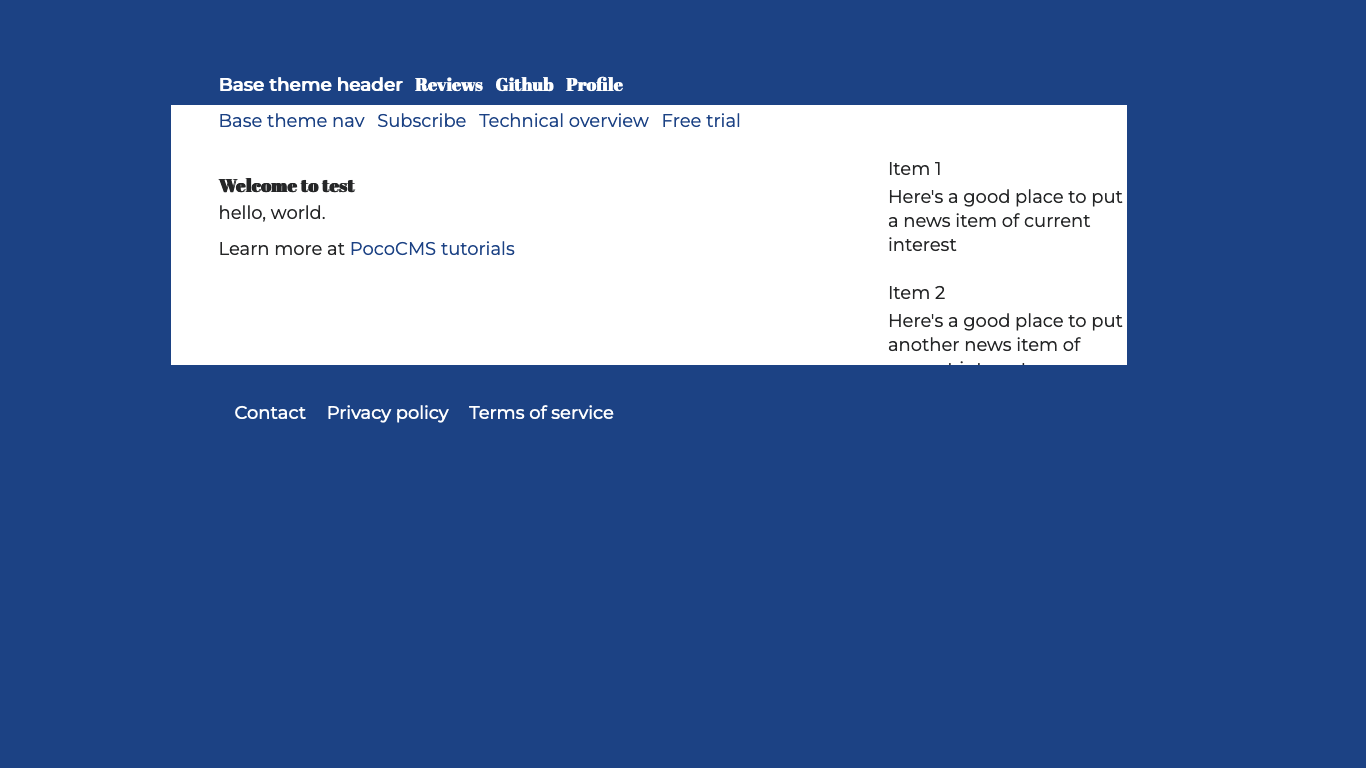 Base theme header Reviews Github Profile
Base theme nav Subscribe Technical overview Free trial
Welcome to test
hello, world.
Learn more at PocoCMS tutorials
Item 1
Here's a good place to put
a news item of current
interest
Item 2
Here's a good place to put
another news item of
Contact Privacy policy Terms of service